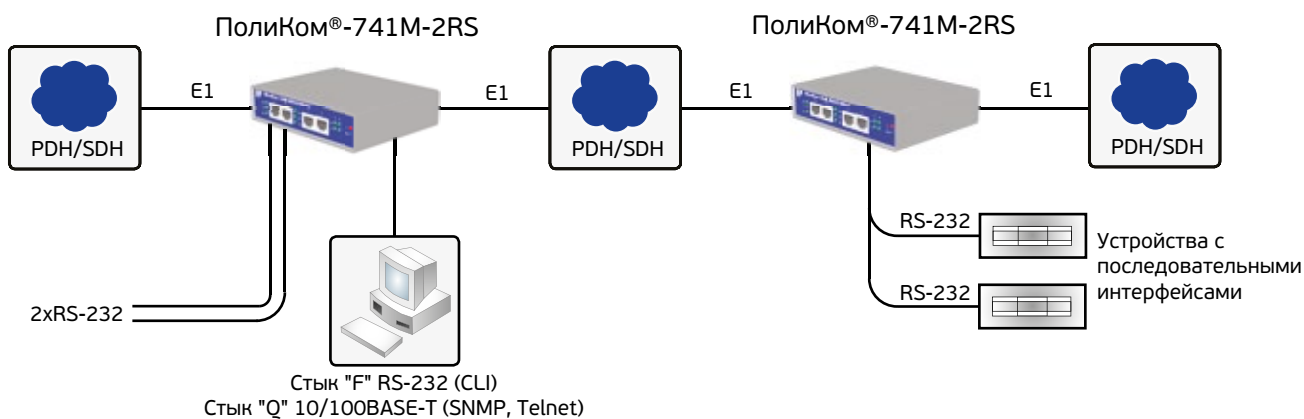 ПолиКом®-741М-2RS
ПолиКом®-741М-2RS
E1
E1
E1
E1
PDH/SDH
PDH/SDH
PDH/SDH
RS-232
RS-232
Устройства с
последовательными
интерфейсами
2xRS-232
Стык "F" RS-232 (CLI)
Стык "Q" 10/100BASE-T (SNMP, Telnet)